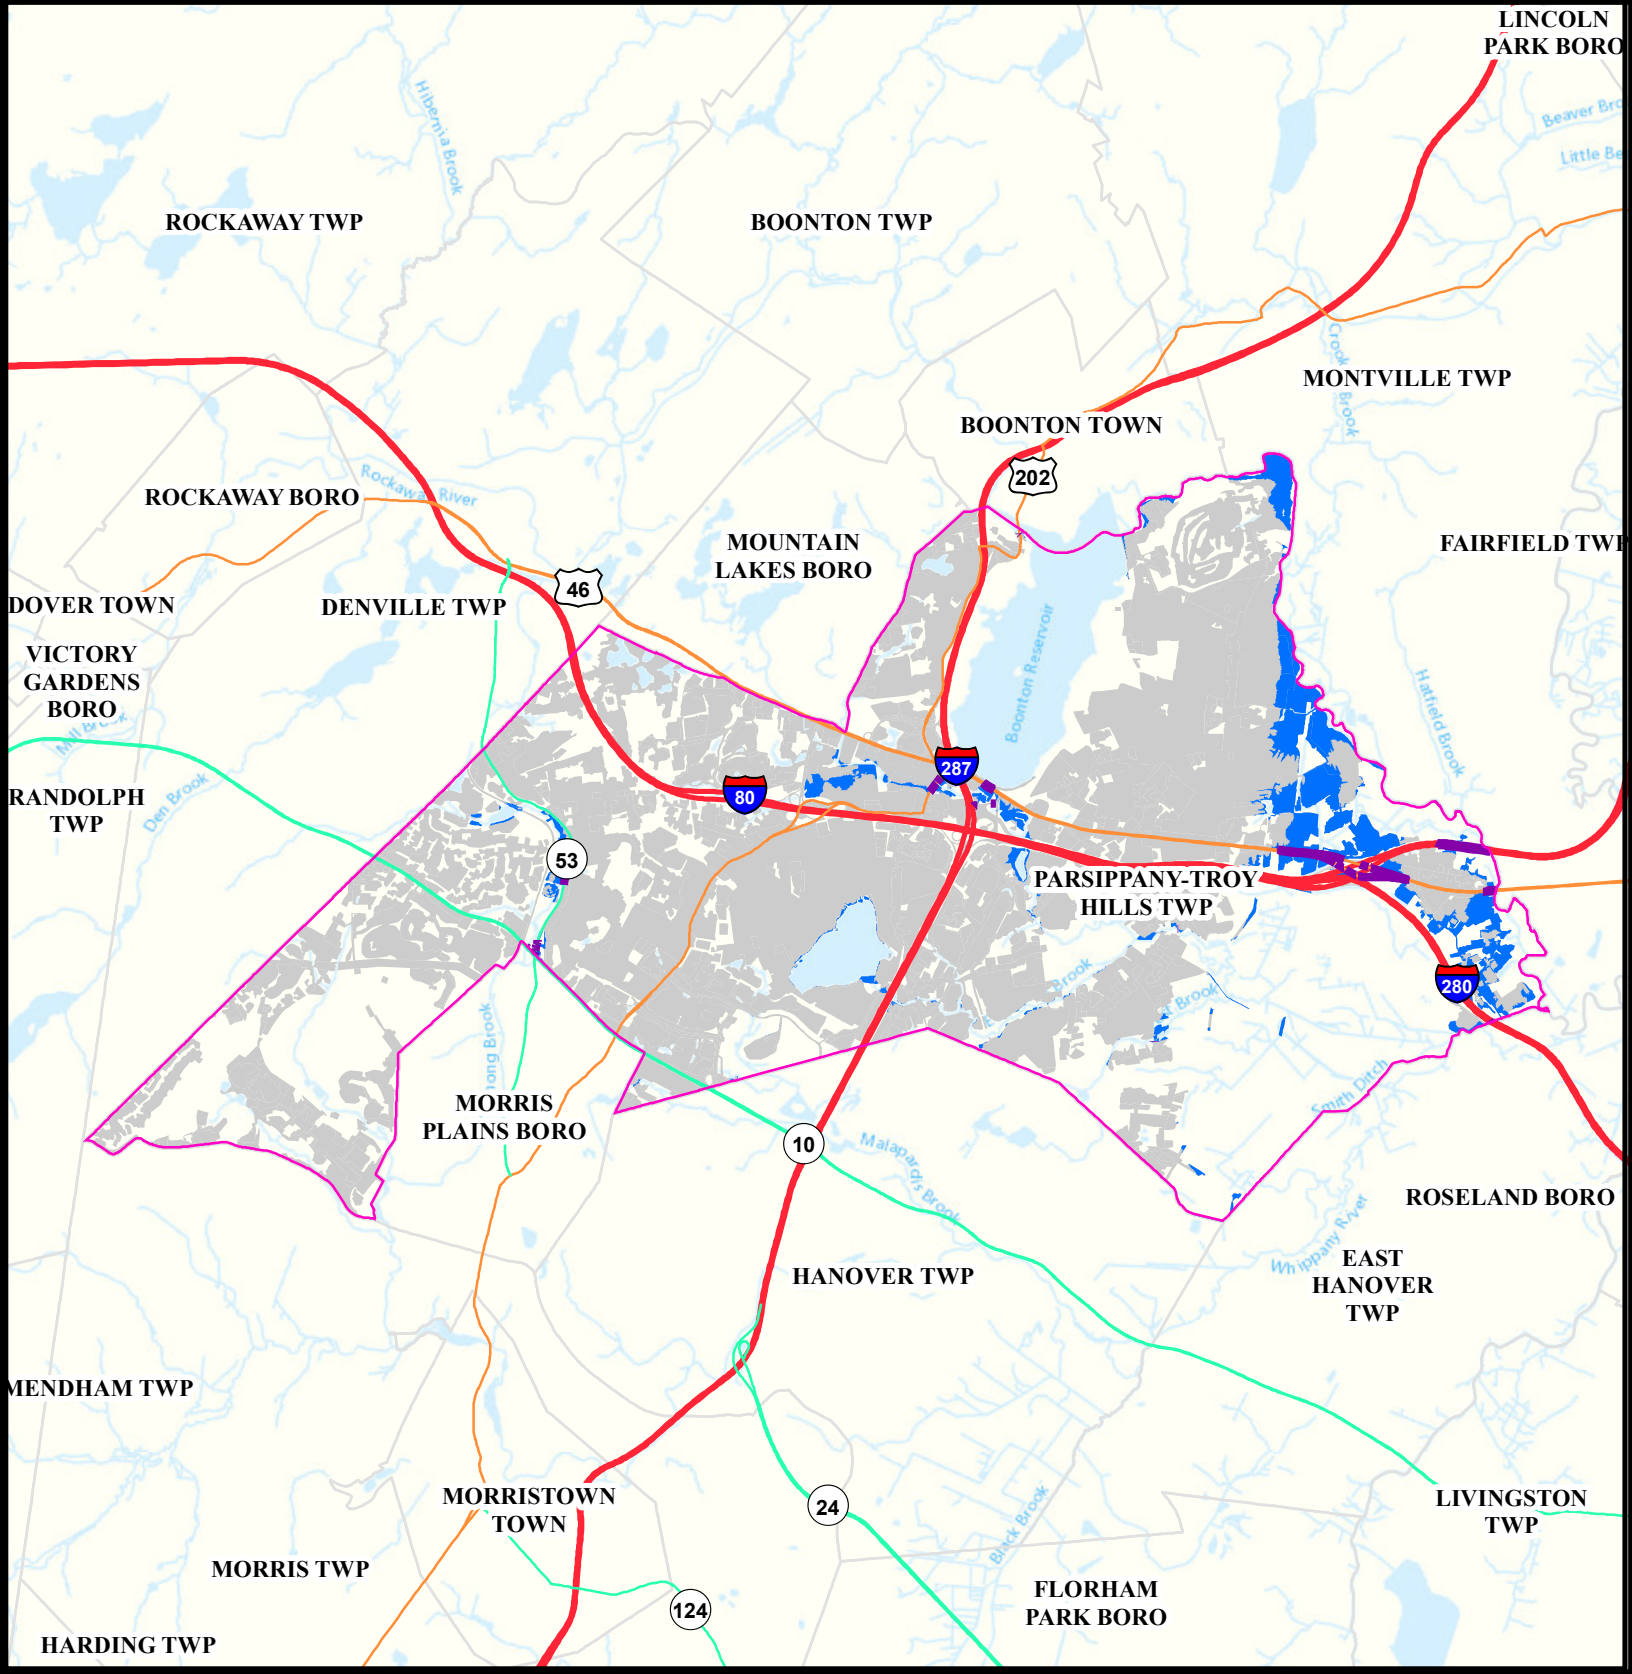 LINCOLN
PARK BORO
Hibernia Brook
Beaver Bro
Little Be
ROCKAWAY TWP
BOONTON TWP
Crook
Brook
MONTVILLE TWP
BOONTON TOWN
202
Rockaway River
ROCKAWAY BORO
MOUNTAIN
LAKES BORO
FAIRFIELD TWP
46
DOVER TOWN
DENVILLE TWP
VICTORY
GARDENS
BORO
Mill Brook
Boonton Reservoir
Hatfield Brook
287
80
RANDOLPH
TWP
Den Brook
53
PARSIPPANY-TROY
HILLS TWP
Brook
Brook
280
ong Brook
Smith Ditch
MORRIS
PLAINS BORO
10
Malapardis Brook
ROSELAND BORO
Whippany River
EAST
HANOVER
TWP
HANOVER TWP
MENDHAM TWP
MORRISTOWN
TOWN
24
LIVINGSTON
TWP
Black Brook
MORRIS TWP
FLORHAM
PARK BORO
124
HARDING TWP